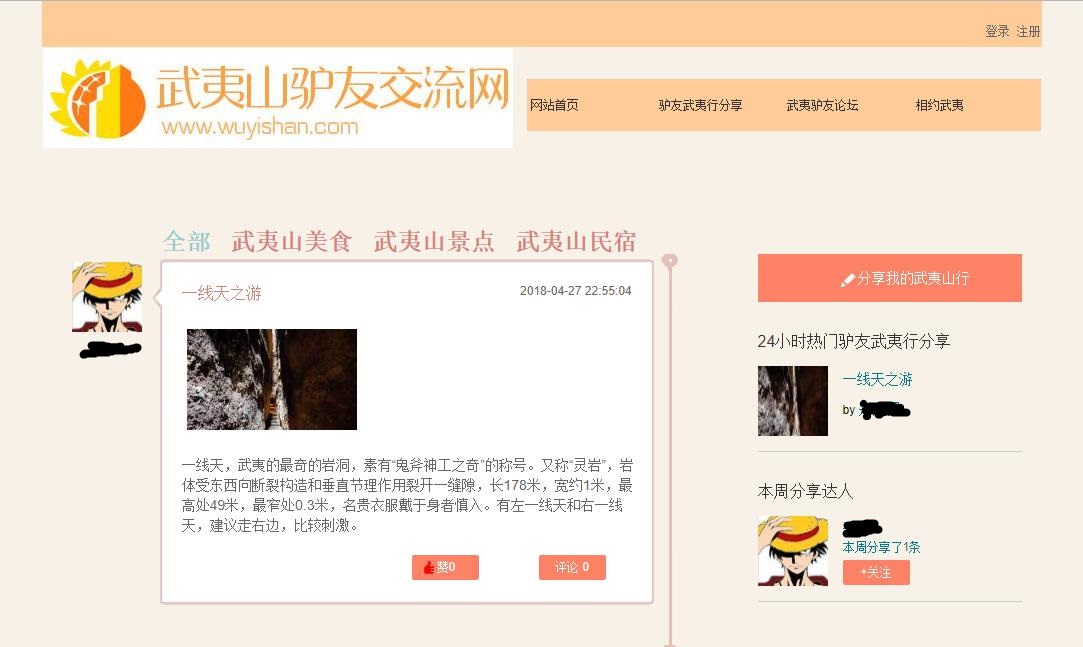 登录 注册
武夷山驴友交流网
www.wuyishan.com
网站首页 驴友武夷行分享 武夷驴友论坛 相约武夷
全部 武夷山美食 武夷山景点 武夷山民宿
一线天之游 2018-04-27 22:55:04
一线天，武夷的最奇的岩洞，素有“鬼斧神工之奇”的称号。又称“灵岩”，岩
体受东西向断裂构造和垂直节理作用裂开一缝隙，长178米，宽约1米，最
高处49米，最窄处0.3米，名贵衣服戴于身者慎入。有左一线天和右一线
天，建议走右边，比较刺激。
赞0 评论 0
分享我的武夷山行
24小时热门驴友武夷行分享
一线天之游
by
本周分享达人
本周分享了1条
+关注